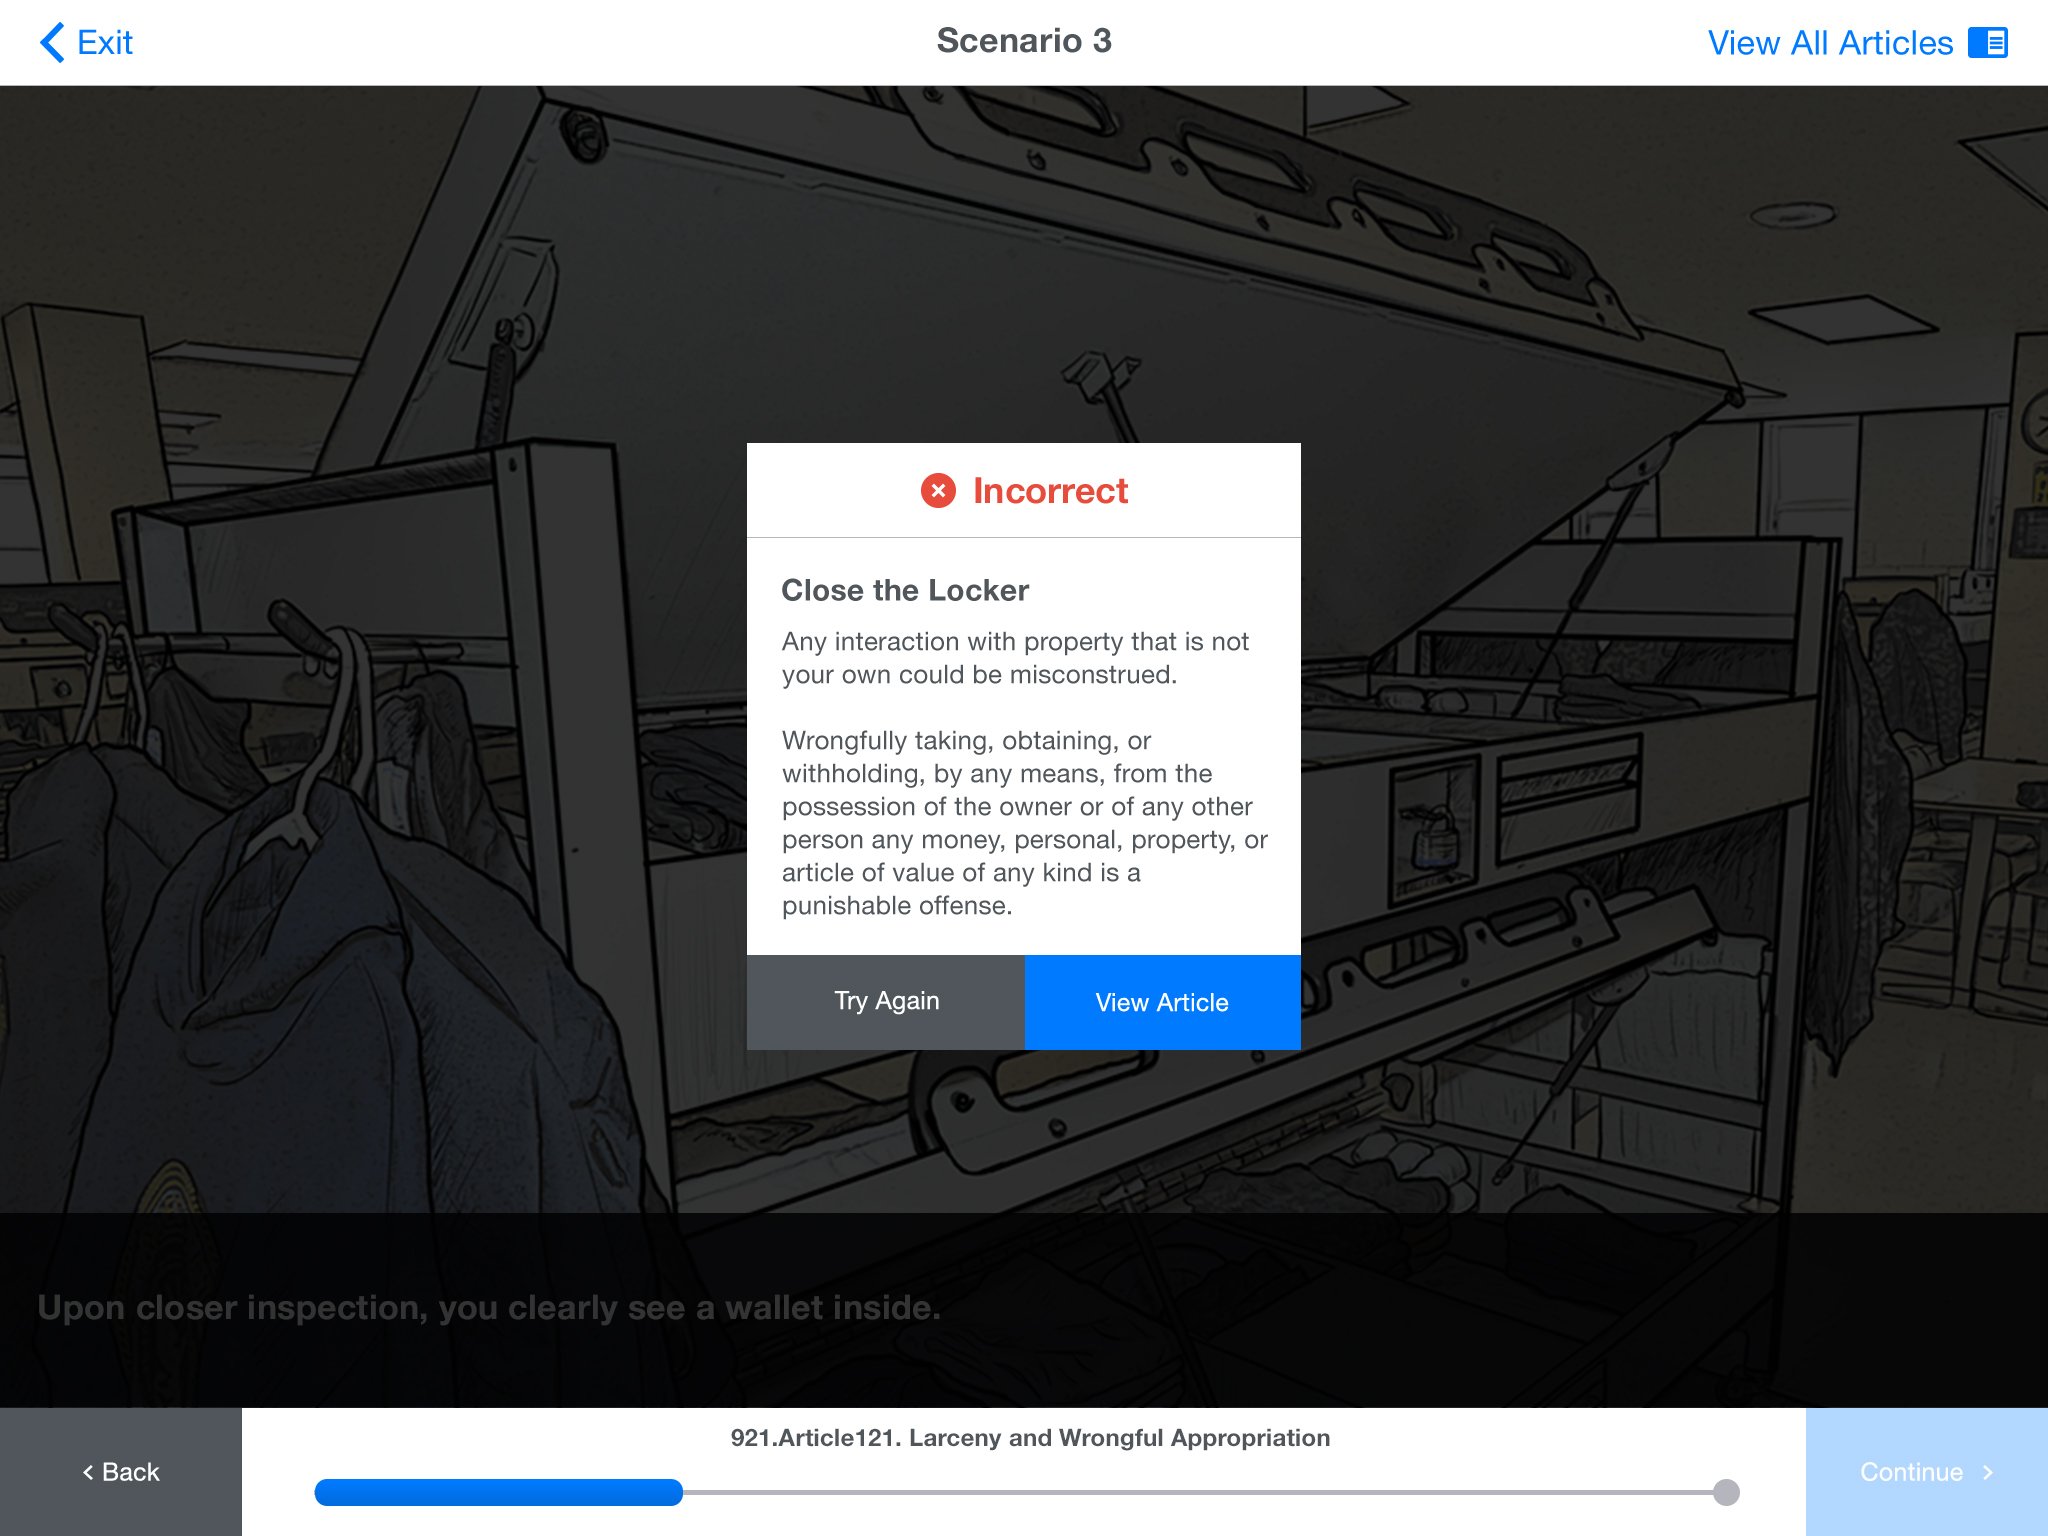 Exit
Scenario 3
View All Articles
Incorrect
Close the Locker
Any interaction with property that is not
your own could be misconstrued.
Wrongfully taking, obtaining, or
withholding, by any means, from the
possession of the owner or of any other
person any money, personal, property, or
article of value of any kind is a
punishable offense.
Try Again
View Article
Upon closer inspection, you clearly see a wallet inside.
< Back
921.Article121. Larceny and Wrongful Appropriation
Continue >